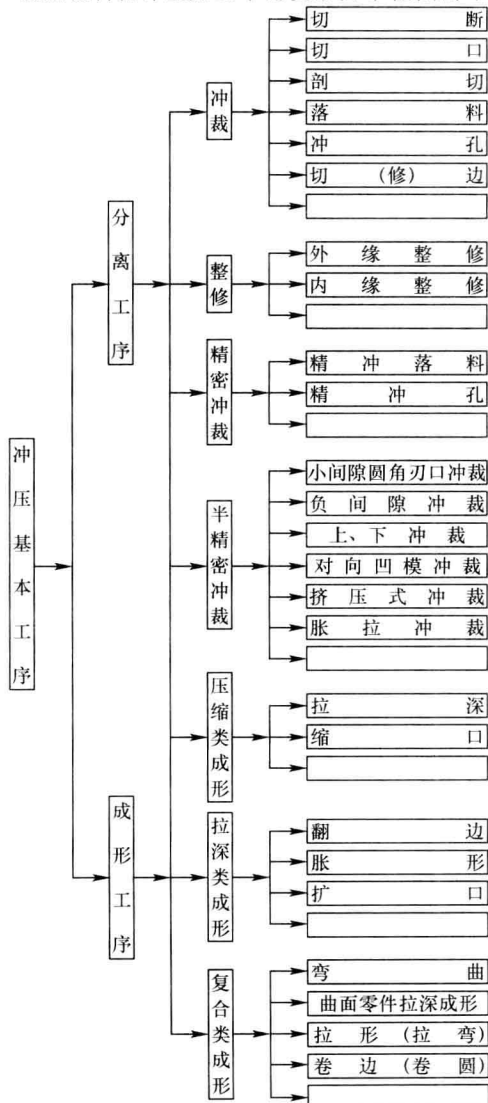 冲压基本工序
分离工序
冲裁
切断
切口
剖切
落料
冲孔
切(修)边
整修
外缘整修
内缘整修
精密冲裁
精冲落料
精冲孔
半精密冲裁
小间隙圆角刃口冲裁
负间隙冲裁
上、下冲裁
对向凹模冲裁
挤压式冲裁
胀拉冲裁
成形工序
压缩类成形
拉深
缩口
拉深类成形
翻边
胀形
扩口
复合类成形
弯曲
曲面零件拉深成形
拉形(拉弯)
卷边(卷圆)